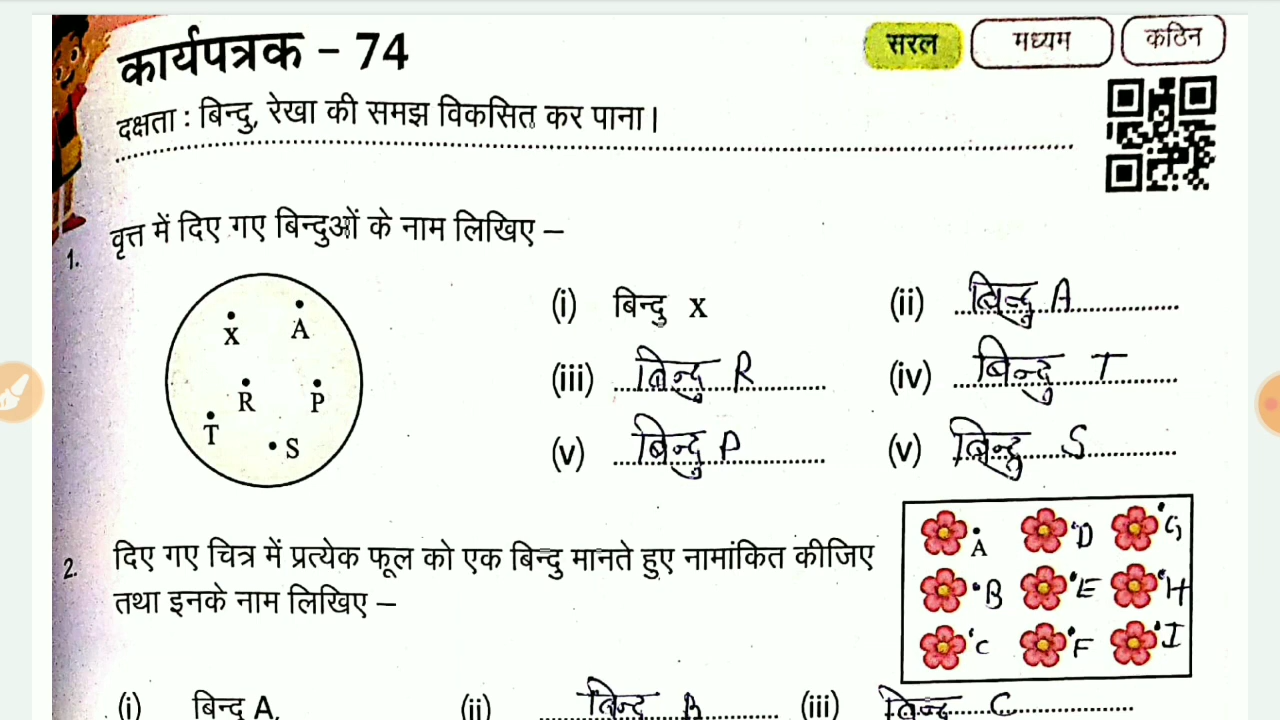 कार्यपत्रक - 74
सरल मध्यम कठिन
दक्षता : बिन्दु, रेखा की समझ विकसित कर पाना।
1. वृत्त में दिए गए बिन्दुओं के नाम लिखिए –
X A
R P
T S
(i) बिन्दु x (ii) बिन्दु A
(iii) बिन्दु R (iv) बिन्दु T
(v) बिन्दु P (v) बिन्दु S
2. दिए गए चित्र में प्रत्येक फूल को एक बिन्दु मानते हुए नामांकित कीजिए
तथा इनके नाम लिखिए –
A D G
B E H
C F I
(i) बिन्दु A, (ii) बिन्दु B (iii) बिन्दु C